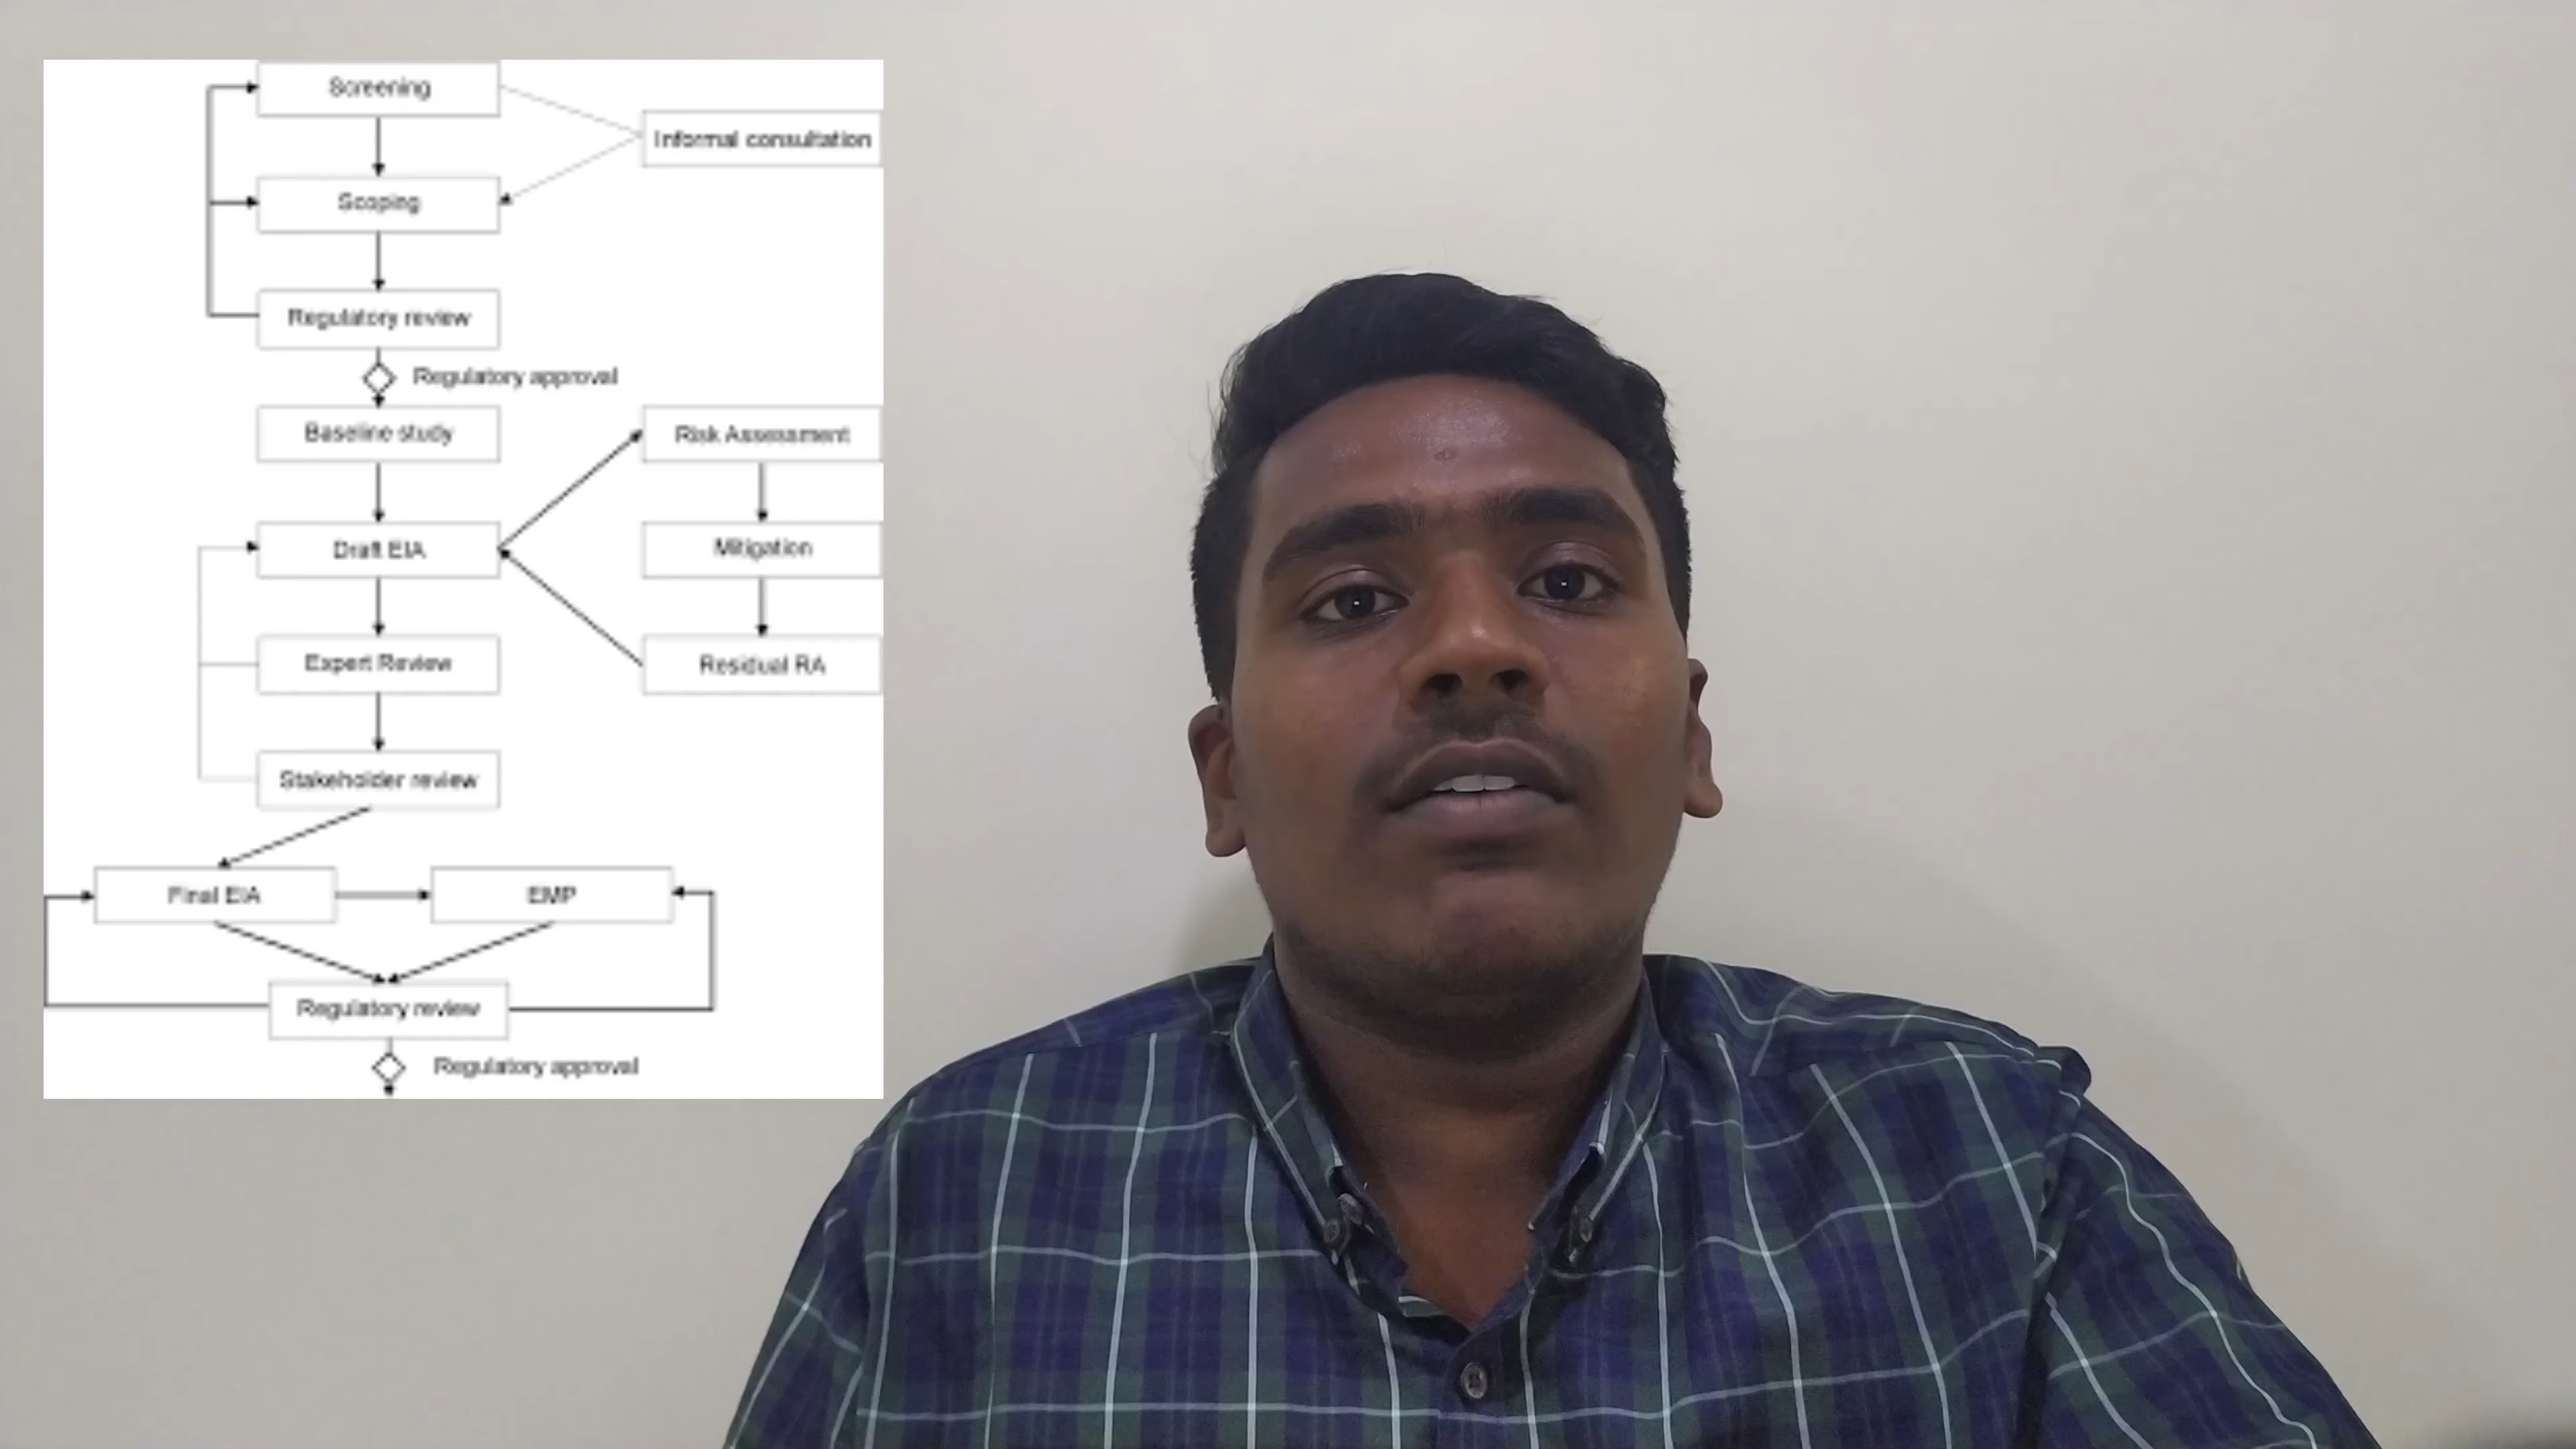 Screening
Informal consultation
Scoping
Regulatory review
Regulatory approval
Baseline study
Risk Assessment
Draft EIA
Mitigation
Expert Review
Residual RA
Stakeholder review
Final EIA
EMP
Regulatory review
Regulatory approval